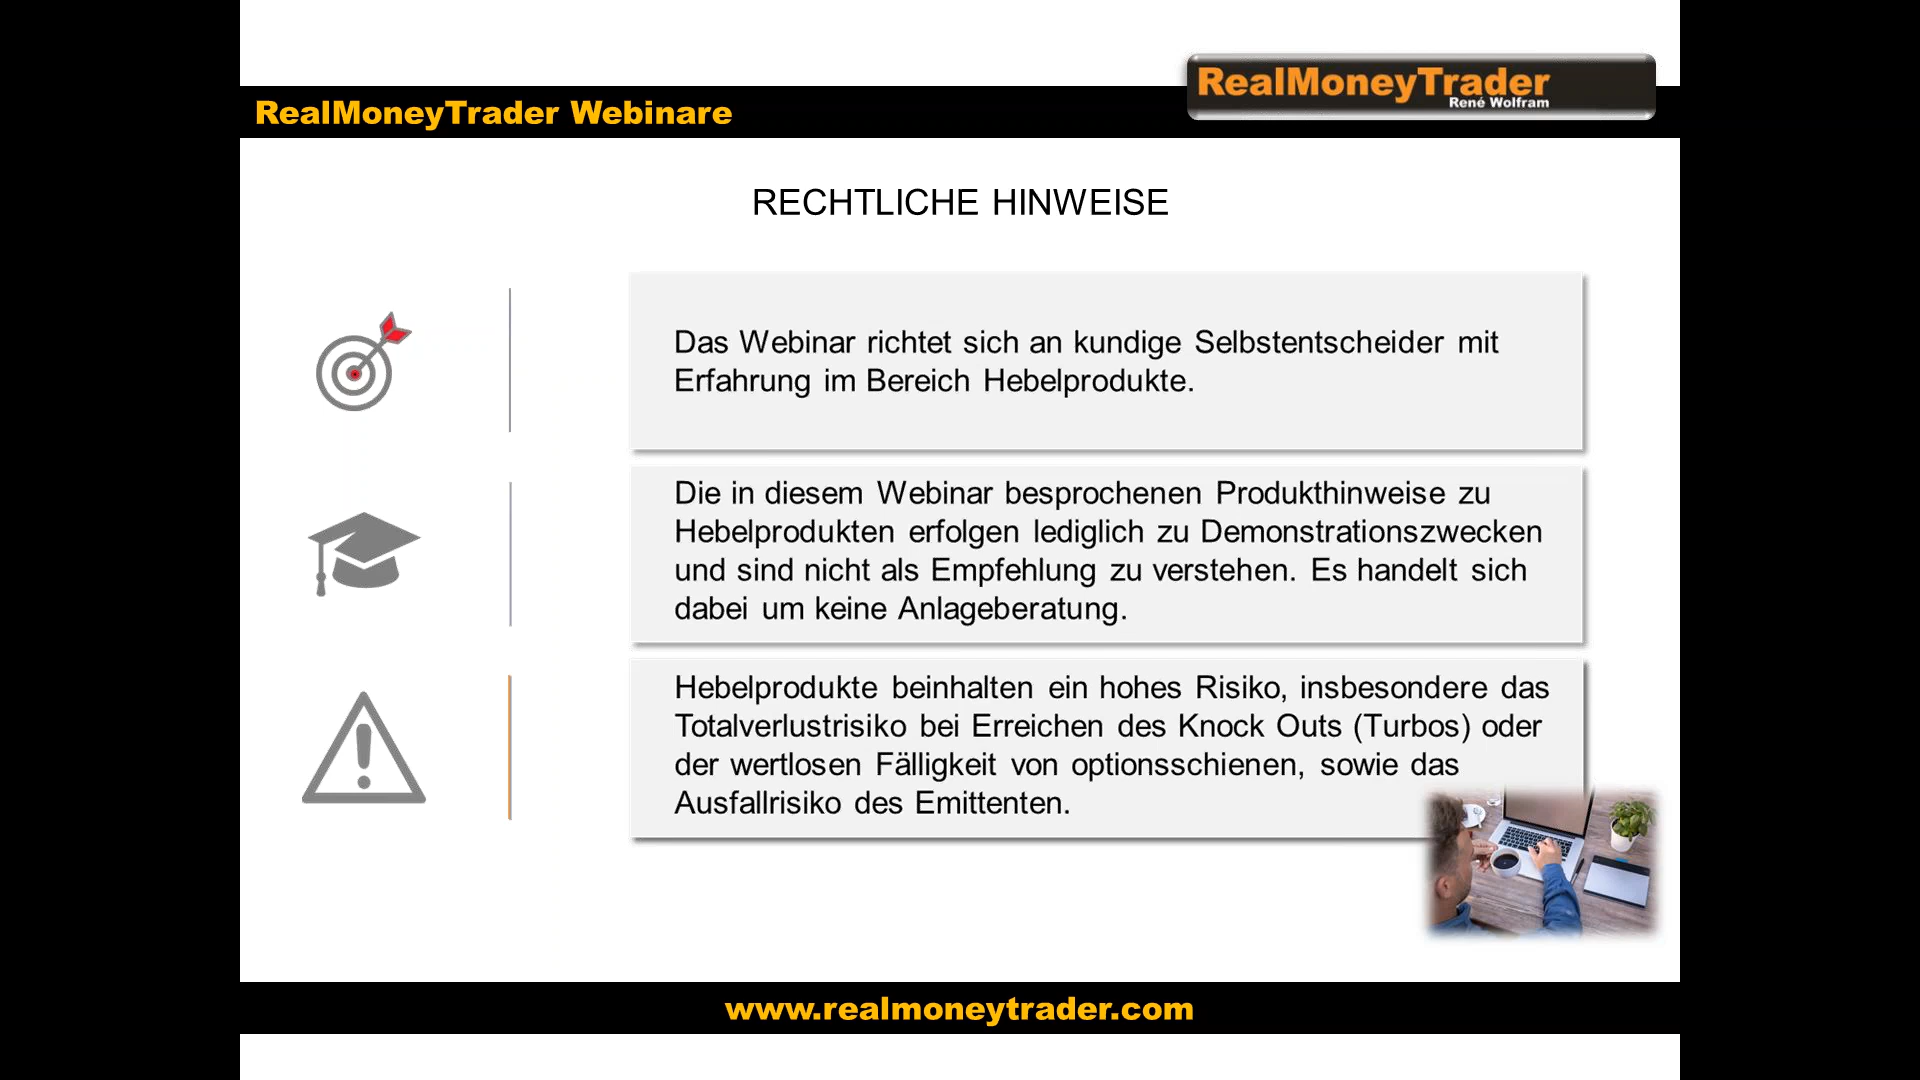 RealMoneyTrader
René Wolfram
RealMoneyTrader Webinare
RECHTLICHE HINWEISE
Das Webinar richtet sich an kundige Selbstentscheider mit
Erfahrung im Bereich Hebelprodukte.
Die in diesem Webinar besprochenen Produkthinweise zu
Hebelprodukten erfolgen lediglich zu Demonstrationszwecken
und sind nicht als Empfehlung zu verstehen. Es handelt sich
dabei um keine Anlageberatung.
Hebelprodukte beinhalten ein hohes Risiko, insbesondere das
Totalverlustrisiko bei Erreichen des Knock Outs (Turbos) oder
der wertlosen Fälligkeit von optionsschienen, sowie das
Ausfallrisiko des Emittenten.
www.realmoneytrader.com